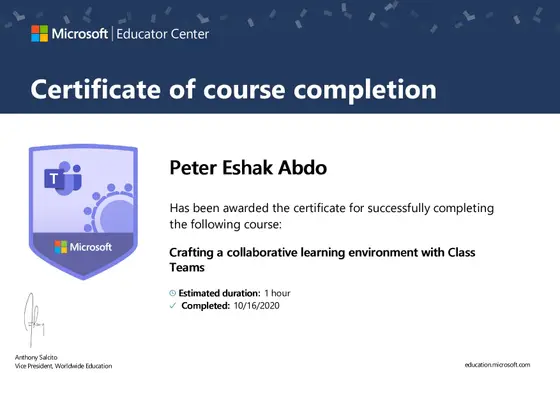 Microsoft | Educator Center
Certificate of course completion
T
Microsoft
Peter Eshak Abdo
Has been awarded the certificate for successfully completing
the following course:
Crafting a collaborative learning environment with Class
Teams
Estimated duration: 1 hour
Completed: 10/16/2020
Anthony Salcito
Vice President, Worldwide Education
education.microsoft.com